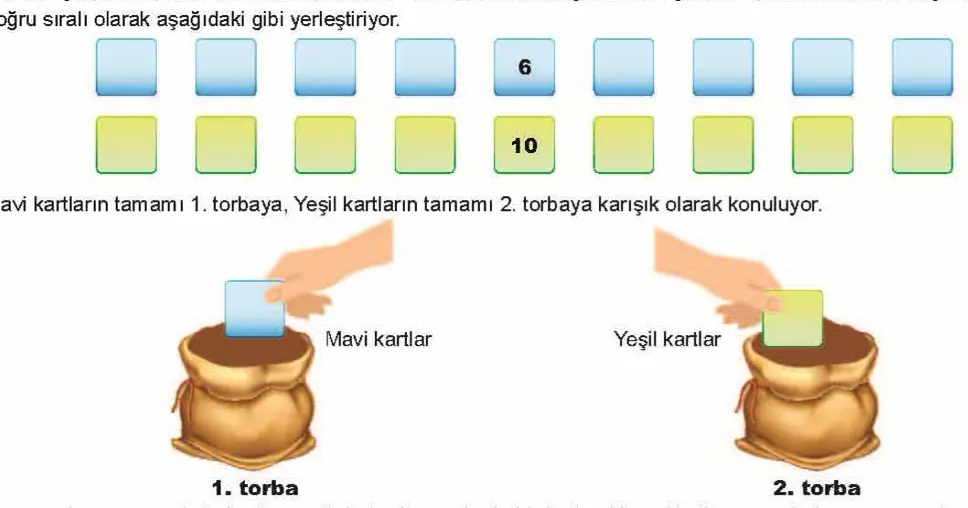 oğru sıralı olarak aşağıdaki gibi yerleştiriyor.
6
10
avi kartların tamamı 1. torbaya, Yeşil kartların tamamı 2. torbaya karışık olarak konuluyor.
Mavi kartlar
Yeşil kartlar
1. torba
2. torba